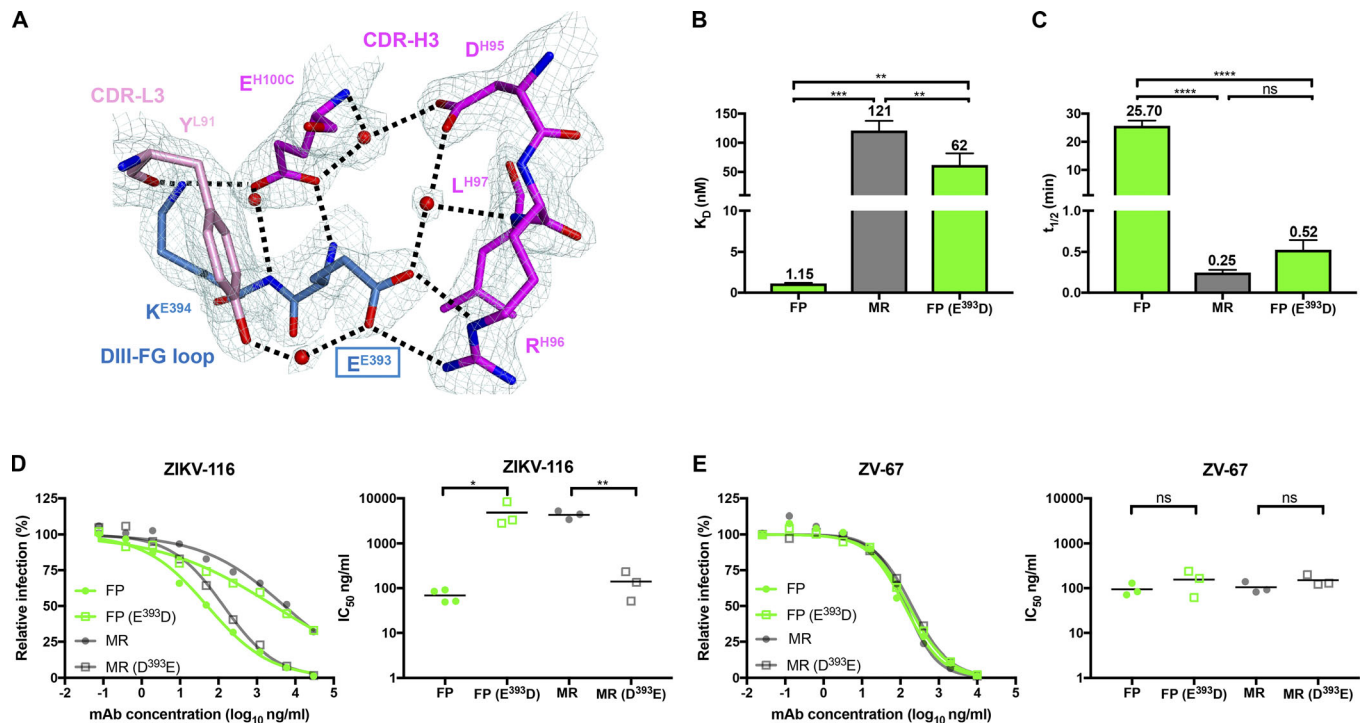 A
CDR-H3
D^H95
E^H100C
CDR-L3
Y^L91
L^H97
K^E394
DIII-FG loop
E^E393
R^H96
B
**
***
**
121
62
1.15
150
100
50
10
5
0
K_D (nM)
FP
MR
FP (E^393D)
C
****
****
ns
25.70
0.25
0.52
30
20
10
1.0
0.5
0.0
t_1/2 (min)
FP
MR
FP (E^393D)
D
ZIKV-116
125
100
75
50
25
0
Relative infection (%)
FP
FP (E^393D)
MR
MR (D^393E)
-2
-1
0
1
2
3
4
5
mAb concentration (log_10 ng/ml)
ZIKV-116
*
**
10000
1000
100
10
1
IC_50 ng/ml
FP
FP (E^393D)
MR
MR (D^393E)
E
ZV-67
125
100
75
50
25
0
Relative infection (%)
FP
FP (E^393D)
MR
MR (D^393E)
-2
-1
0
1
2
3
4
5
mAb concentration (log_10 ng/ml)
ZV-67
ns
ns
10000
1000
100
10
1
IC_50 ng/ml
FP
FP (E^393D)
MR
MR (D^393E)